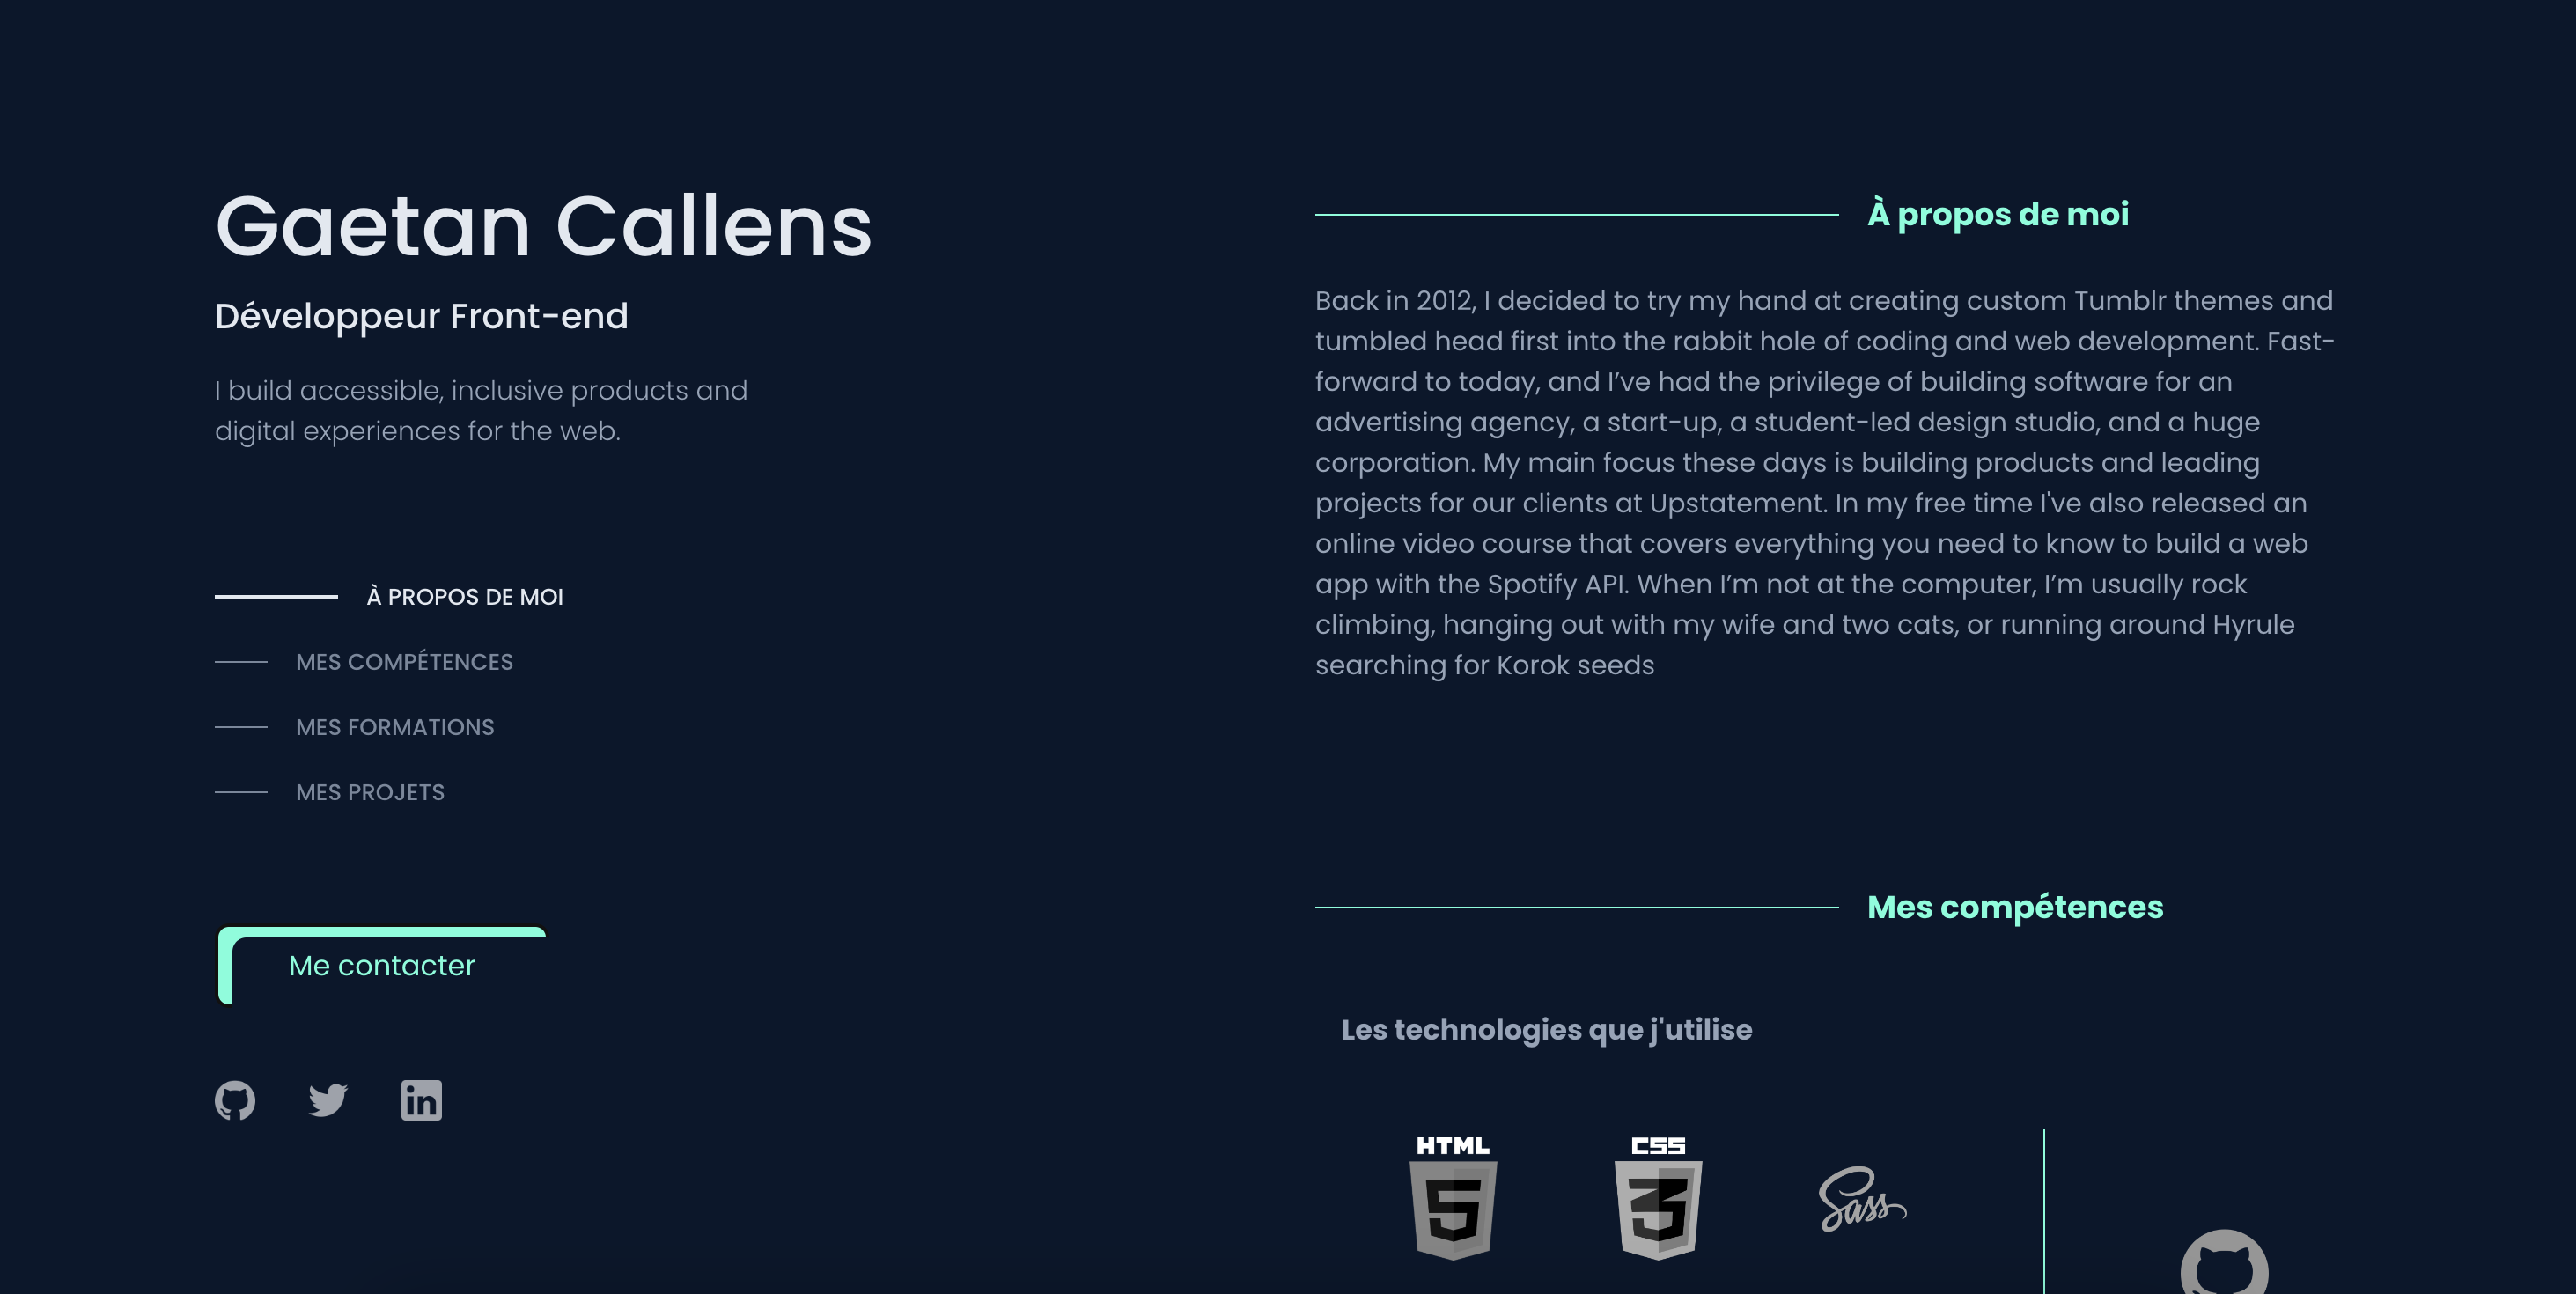 Gaetan Callens
Développeur Front-end
I build accessible, inclusive products and
digital experiences for the web.
À PROPOS DE MOI
MES COMPÉTENCES
MES FORMATIONS
MES PROJETS
Me contacter
in
À propos de moi
Back in 2012, I decided to try my hand at creating custom Tumblr themes and
tumbled head first into the rabbit hole of coding and web development. Fast-
forward to today, and I’ve had the privilege of building software for an
advertising agency, a start-up, a student-led design studio, and a huge
corporation. My main focus these days is building products and leading
projects for our clients at Upstatement. In my free time I've also released an
online video course that covers everything you need to know to build a web
app with the Spotify API. When I’m not at the computer, I’m usually rock
climbing, hanging out with my wife and two cats, or running around Hyrule
searching for Korok seeds
Mes compétences
Les technologies que j'utilise
HTML
5
CSS
3
Sass